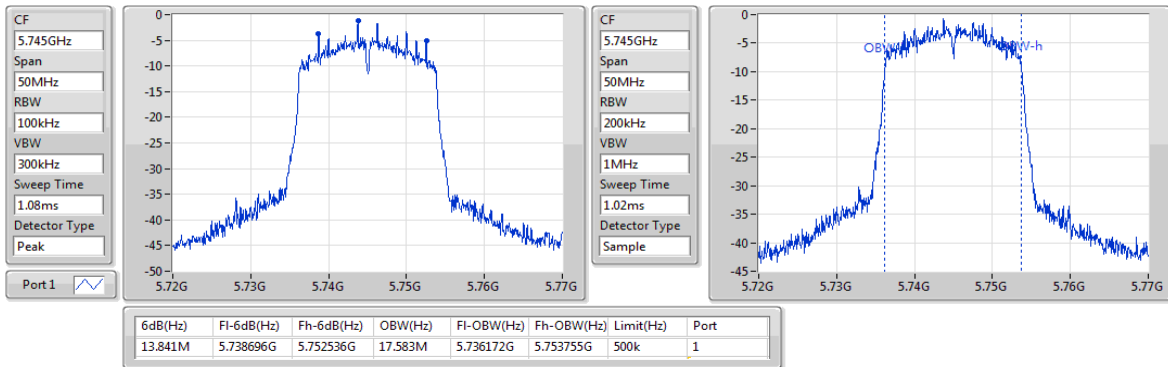 CF
5.745GHz
Span
50MHz
RBW
100kHz
VBW
300kHz
Sweep Time
1.08ms
Detector Type
Peak
Port 1
0
-5
-10
-15
-20
-25
-30
-35
-40
-45
-50
5.72G 5.73G 5.74G 5.75G 5.76G 5.77G
CF
5.745GHz
Span
50MHz
RBW
200kHz
VBW
1MHz
Sweep Time
1.02ms
Detector Type
Sample
0
-5
-10
-15
-20
-25
-30
-35
-40
-45
5.72G 5.73G 5.74G 5.75G 5.76G 5.77G
6dB(Hz) Fl-6dB(Hz) Fh-6dB(Hz) OBW(Hz) Fl-OBW(Hz) Fh-OBW(Hz) Limit(Hz) Port
13.841M 5.738696G 5.752536G 17.583M 5.736172G 5.753755G 500k 1